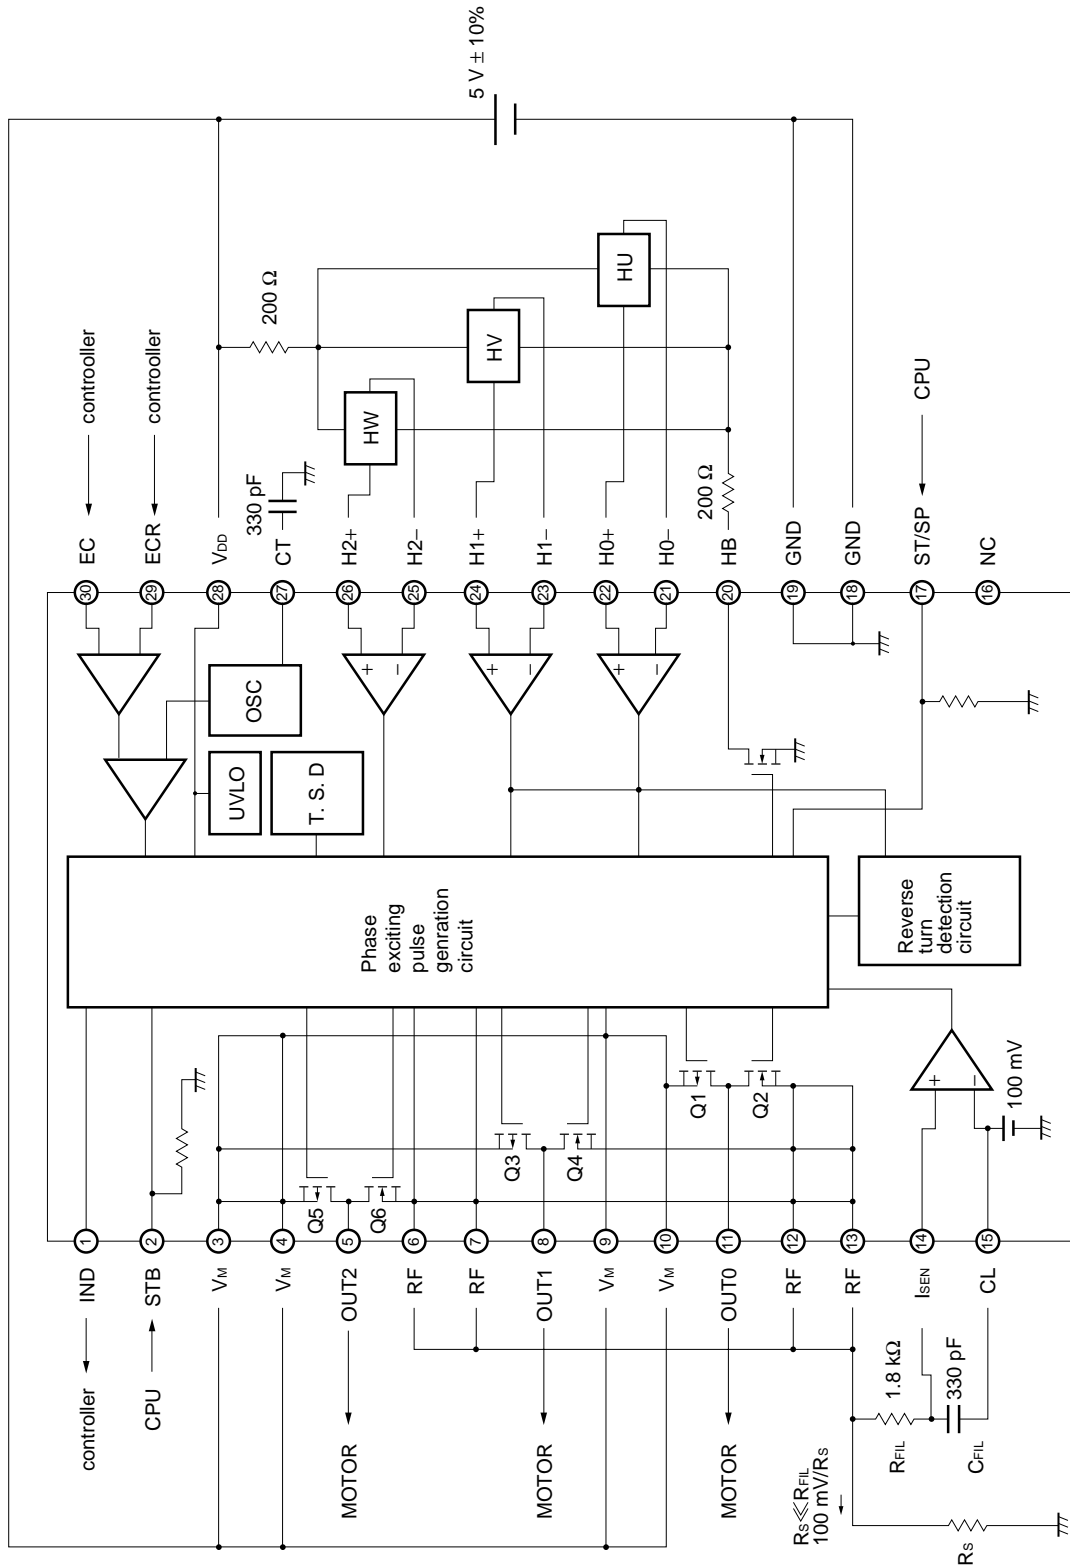 controller
CPU
MOTOR
MOTOR
MOTOR
RS≪RFIL
100 mV/RS
RS
RFIL
1.8 kΩ
CFIL
330 pF
IND
STB
VM
VM
OUT2
RF
RF
OUT1
VM
VM
OUT0
RF
RF
ISEN
CL
1
2
3
4
5
6
7
8
9
10
11
12
13
14
15
Q5
Q6
Q3
Q4
Q1
Q2
+
−
100 mV
Phase
exciting
pulse
genration
circuit
Reverse
turn
detection
circuit
UVLO
T. S. D
OSC
+
−
+
−
+
−
30
29
28
27
26
25
24
23
22
21
20
19
18
17
16
EC
ECR
VDD
CT
H2+
H2−
H1+
H1−
H0+
H0−
HB
GND
GND
ST/SP
NC
controoller
controoller
330 pF
200 Ω
CPU
200 Ω
HW
HV
HU
5 V ± 10%